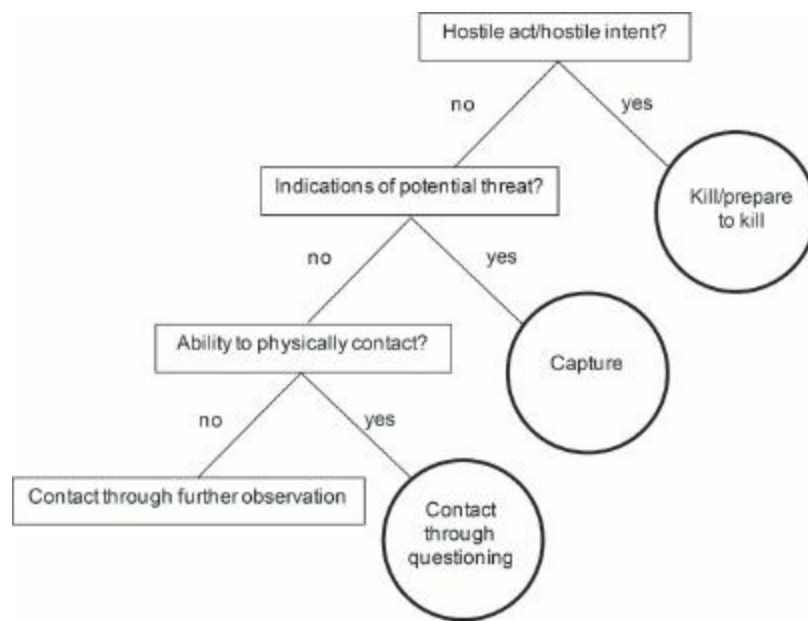 Hostile act/hostile intent?
no
yes
Indications of potential threat?
Kill/prepare
to kill
no
yes
Ability to physically contact?
Capture
no
yes
Contact through further observation
Contact
through
questioning